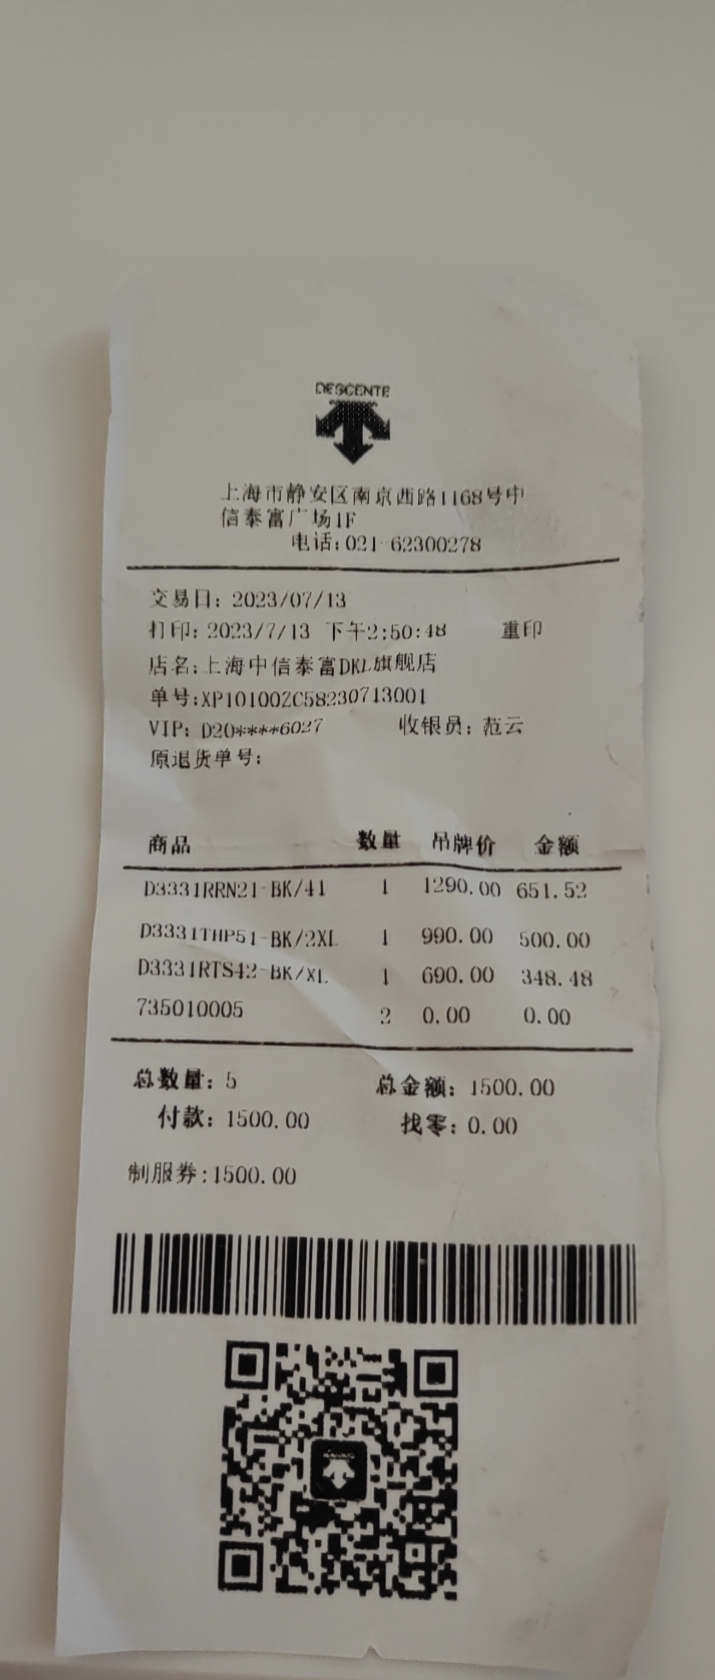 DESCENTE
上海市静安区南京西路1168号中
信泰富广场1F
电话:021-62300278
交易日: 2023/07/13
打印: 2023/7/13 下午2:50:48 重印
店名:上海中信泰富DKL旗舰店
单号:XP10100ZC58230713001
VIP: D20****6027 收银员: 范云
原退货单号:
商品 数量 吊牌价 金额
D3331RRN21-BK/41 1 1290.00 651.52
D3331THP51-BK/2XL 1 990.00 500.00
D3331RTS42-BK/XL 1 690.00 348.48
735010005 2 0.00 0.00
总数量: 5 总金额: 1500.00
付款: 1500.00 找零: 0.00
制服券:1500.00